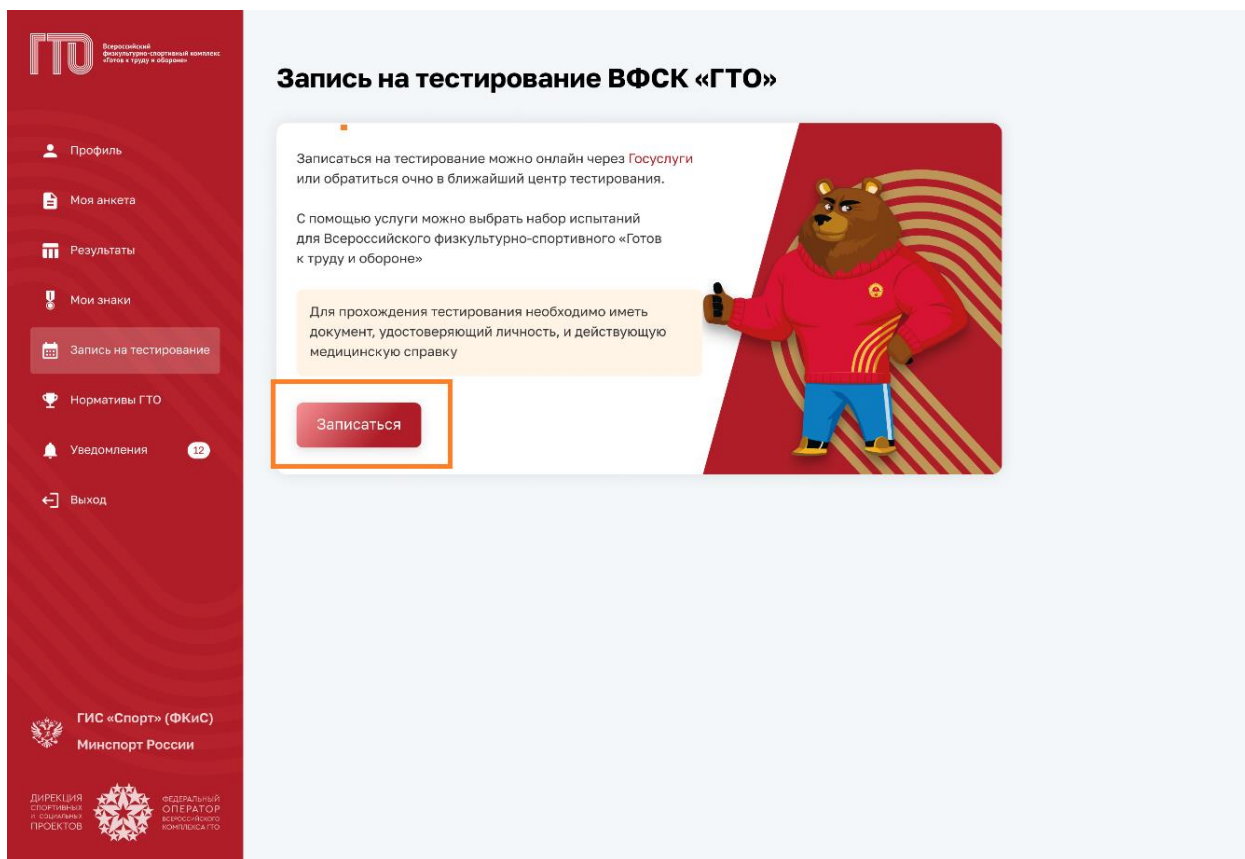 ГТО
Всероссийский
физкультурно-спортивный комплекс
«Готов к труду и обороне»
Профиль
Моя анкета
Результаты
Мои знаки
Запись на тестирование
Нормативы ГТО
Уведомления 12
Выход
ГИС «Спорт» (ФКиС)
Минспорт России
ДИРЕКЦИЯ
СПОРТИВНЫХ
И СОЦИАЛЬНЫХ
ПРОЕКТОВ
ФЕДЕРАЛЬНЫЙ
ОПЕРАТОР
ВСЕРОССИЙСКОГО
КОМПЛЕКСА ГТО
Запись на тестирование ВФСК «ГТО»
Записаться на тестирование можно онлайн через Госуслуги
или обратиться очно в ближайший центр тестирования.
С помощью услуги можно выбрать набор испытаний
для Всероссийского физкультурно-спортивного «Готов
к труду и обороне»
Для прохождения тестирования необходимо иметь
документ, удостоверяющий личность, и действующую
медицинскую справку
Записаться